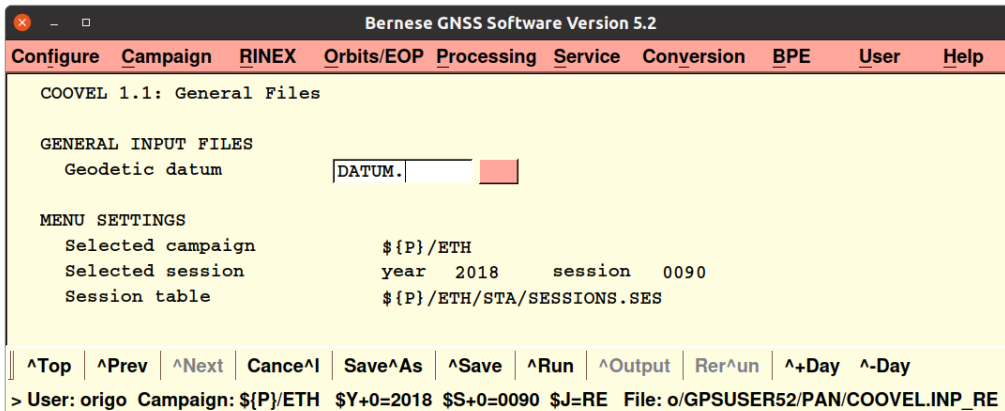 Bernese GNSS Software Version 5.2
Configure Campaign RINEX Orbits/EOP Processing Service Conversion BPE User Help
COOVEL 1.1: General Files
GENERAL INPUT FILES
Geodetic datum DATUM.
MENU SETTINGS
Selected campaign ${P}/ETH
Selected session year 2018 session 0090
Session table ${P}/ETH/STA/SESSIONS.SES
^Top ^Prev ^Next Cance^l Save^As ^Save ^Run ^Output Rer^un ^+Day ^-Day
> User: origo Campaign: ${P}/ETH $Y+0=2018 $S+0=0090 $J=RE File: o/GPSUSER52/PAN/COOVEL.INP_RE